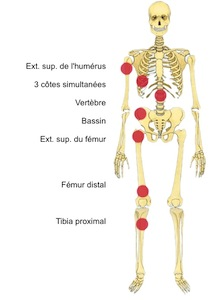 Ext. sup. de l'humérus
3 côtes simultanées
Vertèbre
Bassin
Ext. sup. du fémur
Fémur distal
Tibia proximal